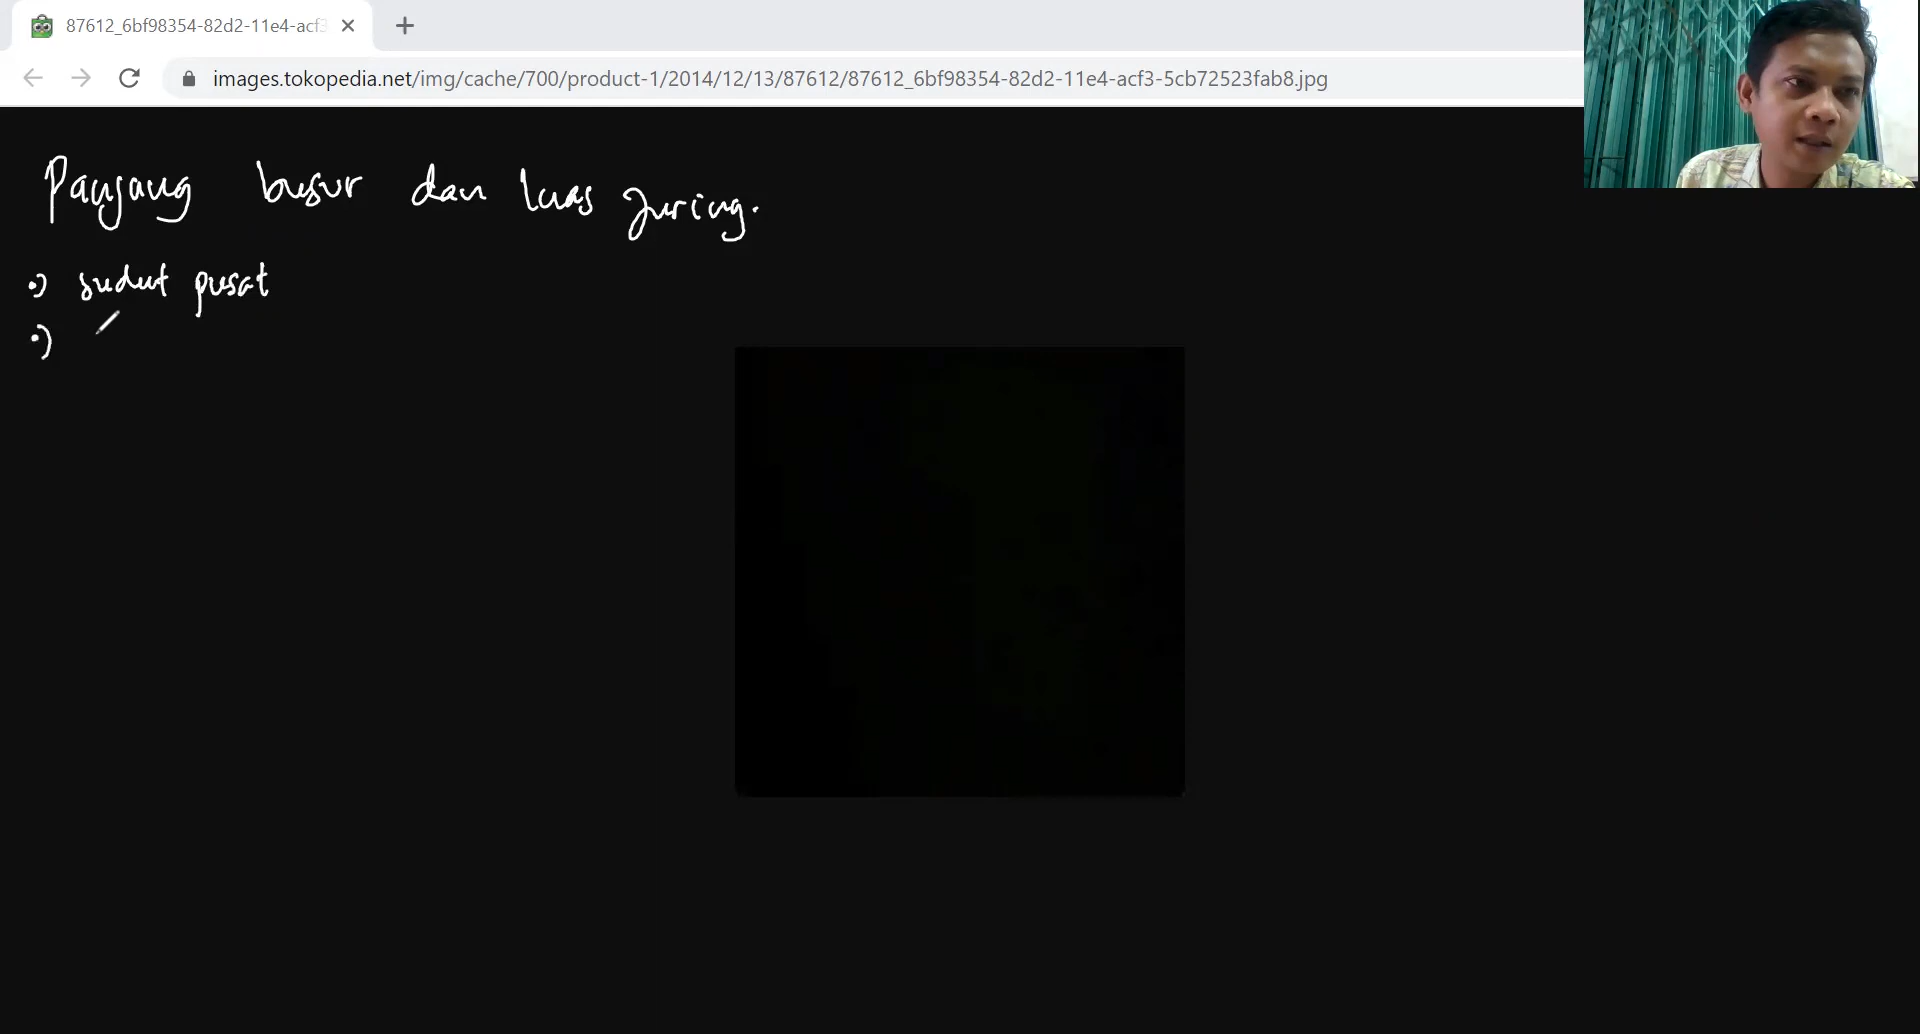 87612_6bf98354-82d2-11e4-acf3
images.tokopedia.net/img/cache/700/product-1/2014/12/13/87612/87612_6bf98354-82d2-11e4-acf3-5cb72523fab8.jpg
Panjang busur dan luas juring.
•) sudut pusat
•)